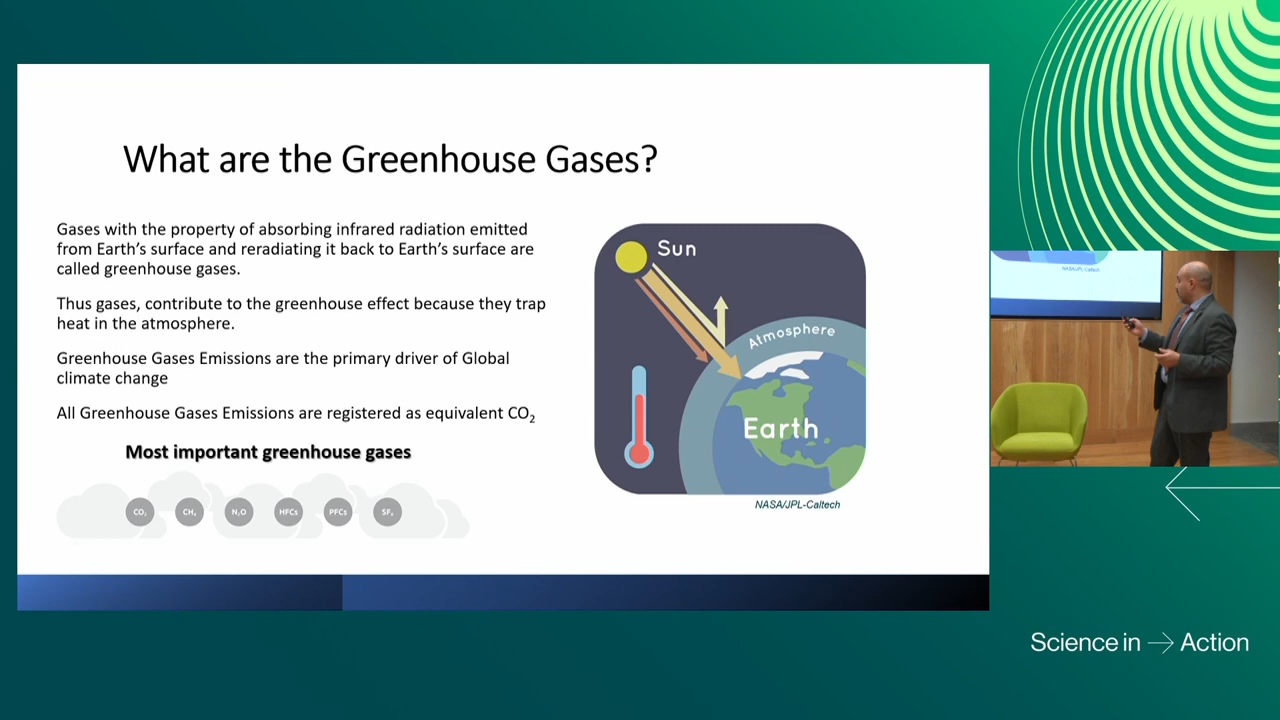 What are the Greenhouse Gases?
Gases with the property of absorbing infrared radiation emitted
from Earth’s surface and reradiating it back to Earth’s surface are
called greenhouse gases.
Thus gases, contribute to the greenhouse effect because they trap
heat in the atmosphere.
Greenhouse Gases Emissions are the primary driver of Global
climate change
All Greenhouse Gases Emissions are registered as equivalent CO₂
Most important greenhouse gases
CO₂ CH₄ N₂O HFCs PFCs SF₆
Sun
Atmosphere
Earth
NASA/JPL-Caltech
NASA/JPL-Caltech
Science in → Action